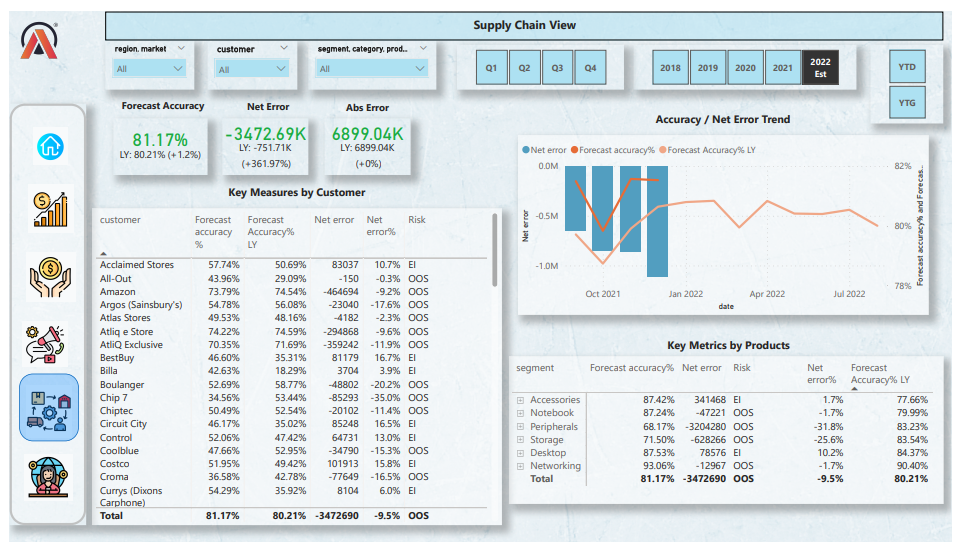 Supply Chain View
region, market
customer
segment, category, prod...
All
All
All
Q1 Q2 Q3 Q4
2018 2019 2020 2021 2022 Est
YTD
YTG
Forecast Accuracy
81.17%
LY: 80.21% (+1.2%)
Net Error
-3472.69K
LY: -751.71K
(+361.97%)
Abs Error
6899.04K
LY: 6899.04K
(+0%)
Key Measures by Customer
customer Forecast accuracy % Forecast Accuracy% LY Net error Net error% Risk
Acclaimed Stores 57.74% 50.69% 83037 10.7% EI
All-Out 43.96% 29.09% -150 -0.3% OOS
Amazon 73.79% 74.54% -464694 -9.2% OOS
Argos (Sainsbury's) 54.78% 56.08% -23040 -17.6% OOS
Atlas Stores 49.53% 48.16% -4182 -2.3% OOS
Atliq e Store 74.22% 74.59% -294868 -9.6% OOS
AtliQ Exclusive 70.35% 71.69% -359242 -11.9% OOS
BestBuy 46.60% 35.31% 81179 16.7% EI
Billa 42.63% 18.29% 3704 3.9% EI
Boulanger 52.69% 58.77% -48802 -20.2% OOS
Chip 7 34.56% 53.44% -85293 -35.0% OOS
Chiptec 50.49% 52.54% -20102 -11.4% OOS
Circuit City 46.17% 35.02% 85248 16.5% EI
Control 52.06% 47.42% 64731 13.0% EI
Coolblue 47.66% 52.95% -34790 -15.3% OOS
Costco 51.95% 49.42% 101913 15.8% EI
Croma 36.58% 42.78% -77649 -16.5% OOS
Currys (Dixons Carphone) 54.29% 35.92% 8104 6.0% EI
Total 81.17% 80.21% -3472690 -9.5% OOS
Accuracy / Net Error Trend
Net error Forecast accuracy% Forecast Accuracy% LY
0.0M
-0.5M
-1.0M
Net error
82%
80%
78%
Forecast accuracy% and Forecas...
Oct 2021 Jan 2022 Apr 2022 Jul 2022
date
Key Metrics by Products
segment Forecast accuracy% Net error Risk Net error% Forecast Accuracy% LY
Accessories 87.42% 341468 EI 1.7% 77.66%
Notebook 87.24% -47221 OOS -1.7% 79.99%
Peripherals 68.17% -3204280 OOS -31.8% 83.23%
Storage 71.50% -628266 OOS -25.6% 83.54%
Desktop 87.53% 78576 EI 10.2% 84.37%
Networking 93.06% -12967 OOS -1.7% 90.40%
Total 81.17% -3472690 OOS -9.5% 80.21%